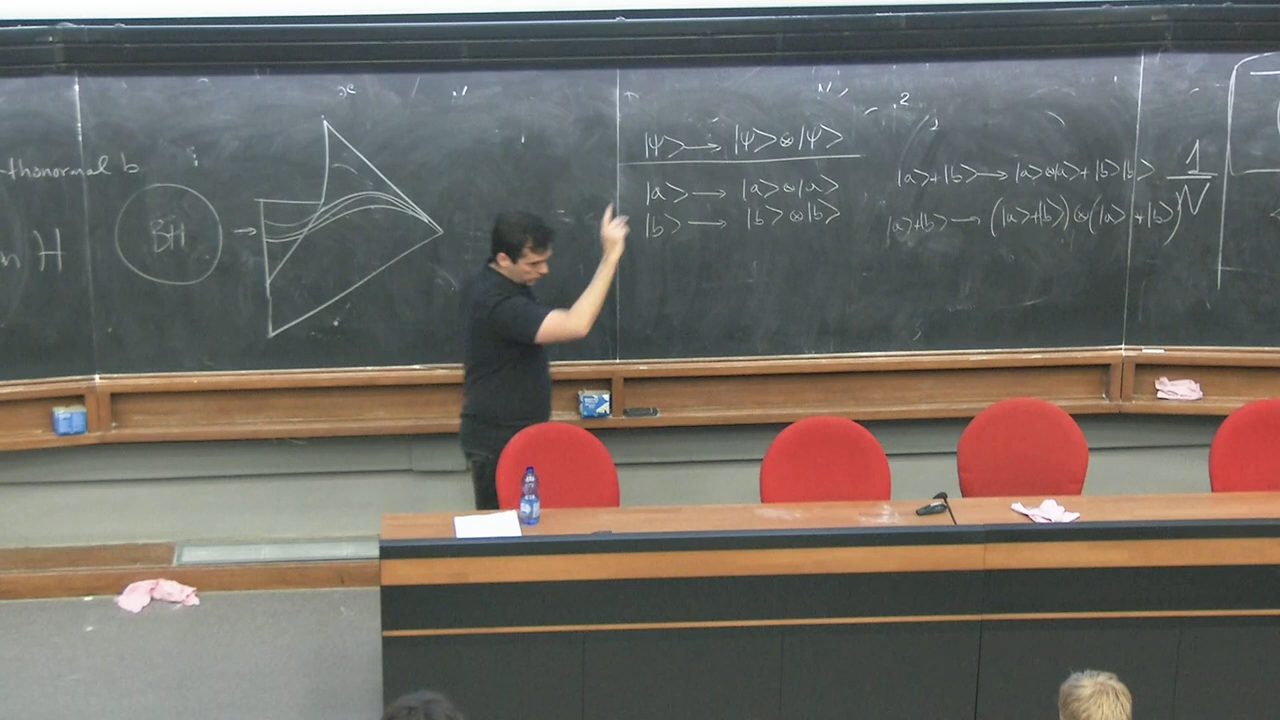 thonormal b
H
BH
|ψ> → |ψ>⊗|ψ>
|a> → |a>⊗|a>
|b> → |b>⊗|b>
|a>+|b> → |a>⊗|a>+|b>|b>
|a>+|b> → (|a>+|b>)⊗(|a>+|b>)
1
N